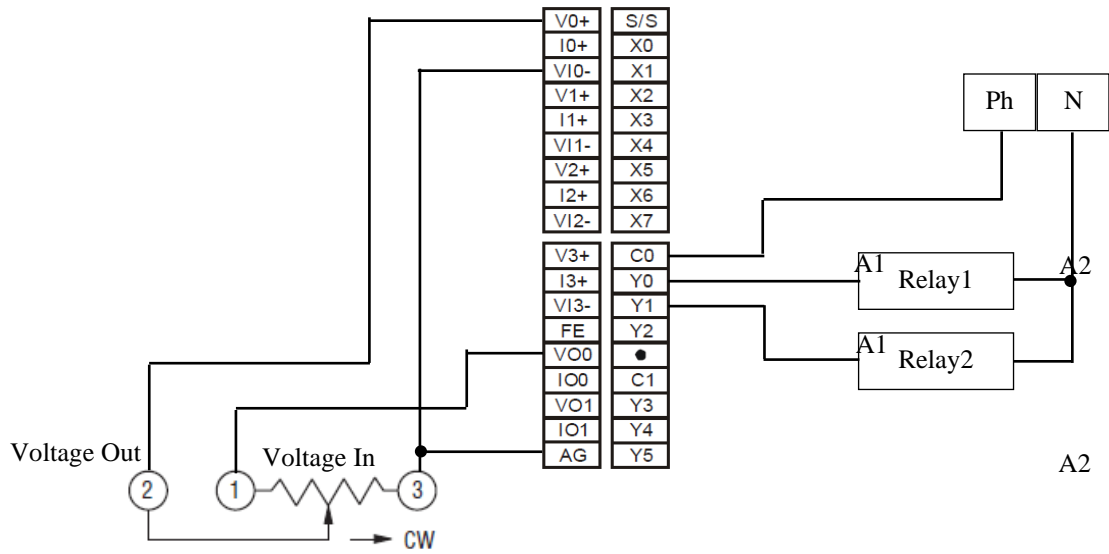 V0+ S/S
I0+ X0
VI0- X1
V1+ X2
I1+ X3
VI1- X4
V2+ X5
I2+ X6
VI2- X7
Ph N
V3+ C0
I3+ Y0
VI3- Y1
FE Y2
VO0 ●
IO0 C1
VO1 Y3
IO1 Y4
AG Y5
A1 Relay1 A2
A1 Relay2
A2
Voltage Out
Voltage In
2 1 3
CW